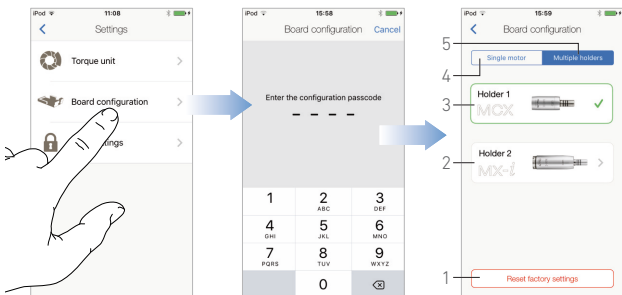 iPod 11:08
Settings
Torque unit
Board configuration
ttings
iPod 15:58
Board configuration Cancel
Enter the configuration passcode
1 2 ABC 3 DEF
4 GHI 5 JKL 6 MNO
7 PQRS 8 TUV 9 WXYZ
0
iPod 15:59
Board configuration
5
Single motor Multiple holders
4
Holder 1
3 MCX
Holder 2
2 MX-i
1 Reset factory settings